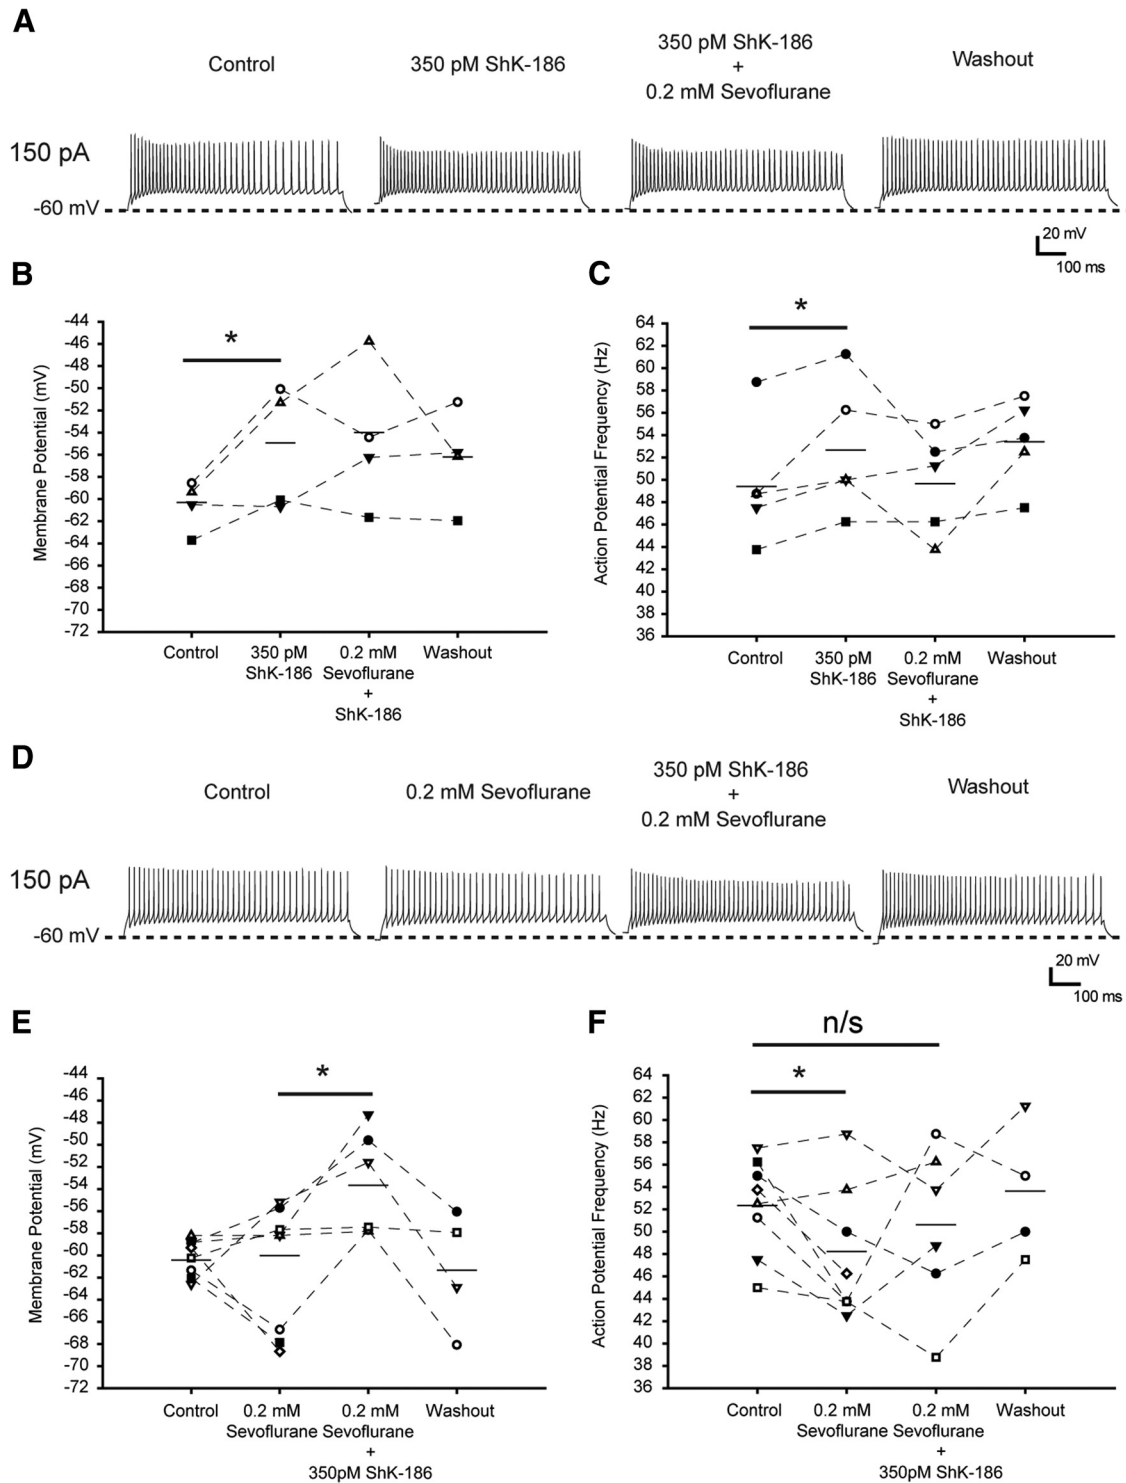 A
Control
350 pM ShK-186
350 pM ShK-186
+
0.2 mM Sevoflurane
Washout
150 pA
-60 mV
20 mV
100 ms
B
*
Membrane Potential (mV)
-44
-46
-48
-50
-52
-54
-56
-58
-60
-62
-64
-66
-68
-70
-72
Control
350 pM
ShK-186
0.2 mM
Sevoflurane
+
ShK-186
Washout
C
*
Action Potential Frequency (Hz)
64
62
60
58
56
54
52
50
48
46
44
42
40
38
36
Control
350 pM
ShK-186
0.2 mM
Sevoflurane
+
ShK-186
Washout
D
Control
0.2 mM Sevoflurane
350 pM ShK-186
+
0.2 mM Sevoflurane
Washout
150 pA
-60 mV
20 mV
100 ms
E
*
Membrane Potential (mV)
-44
-46
-48
-50
-52
-54
-56
-58
-60
-62
-64
-66
-68
-70
-72
Control
0.2 mM
Sevoflurane
0.2 mM
Sevoflurane
+
350pM ShK-186
Washout
F
n/s
*
Action Potential Frequency (Hz)
64
62
60
58
56
54
52
50
48
46
44
42
40
38
36
Control
0.2 mM
Sevoflurane
0.2 mM
Sevoflurane
+
350pM ShK-186
Washout